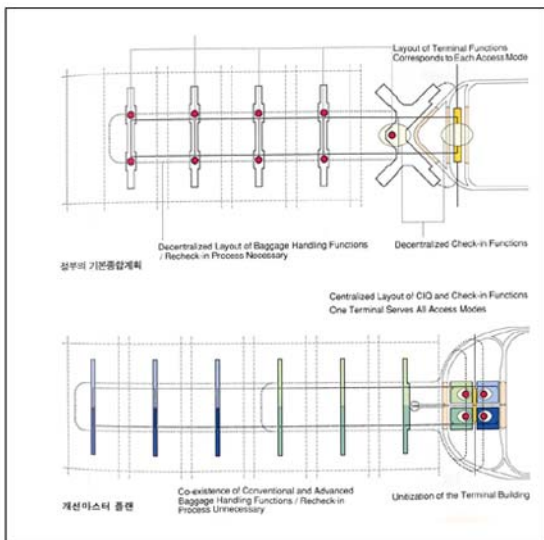 Layout of Terminal Functions
Corresponds to Each Access Mode
Decentralized Layout of Baggage Handling Functions
/ Recheck-in Process Necessary
Decentralized Check-in Functions
정부의 기본종합계획
Centralized Layout of CIQ and Check-in Functions
One Terminal Serves All Access Modes
Co-existence of Conventional and Advanced
Baggage Handling Functions / Recheck-in
Process Unnecessary
Unitization of the Terminal Building
개선마스터 플랜